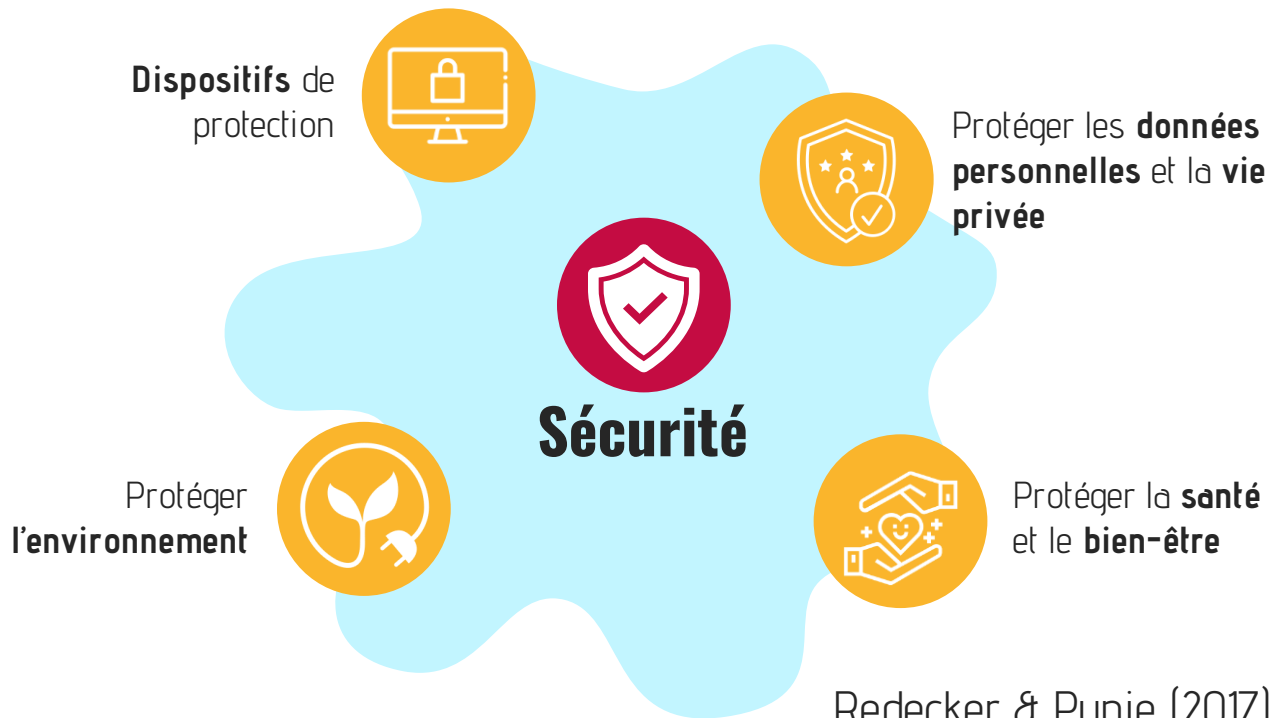 Dispositifs de
protection
Protéger les données
personnelles et la vie
privée
Sécurité
Protéger
l'environnement
Protéger la santé
et le bien-être
Redecker & Punie (2017)